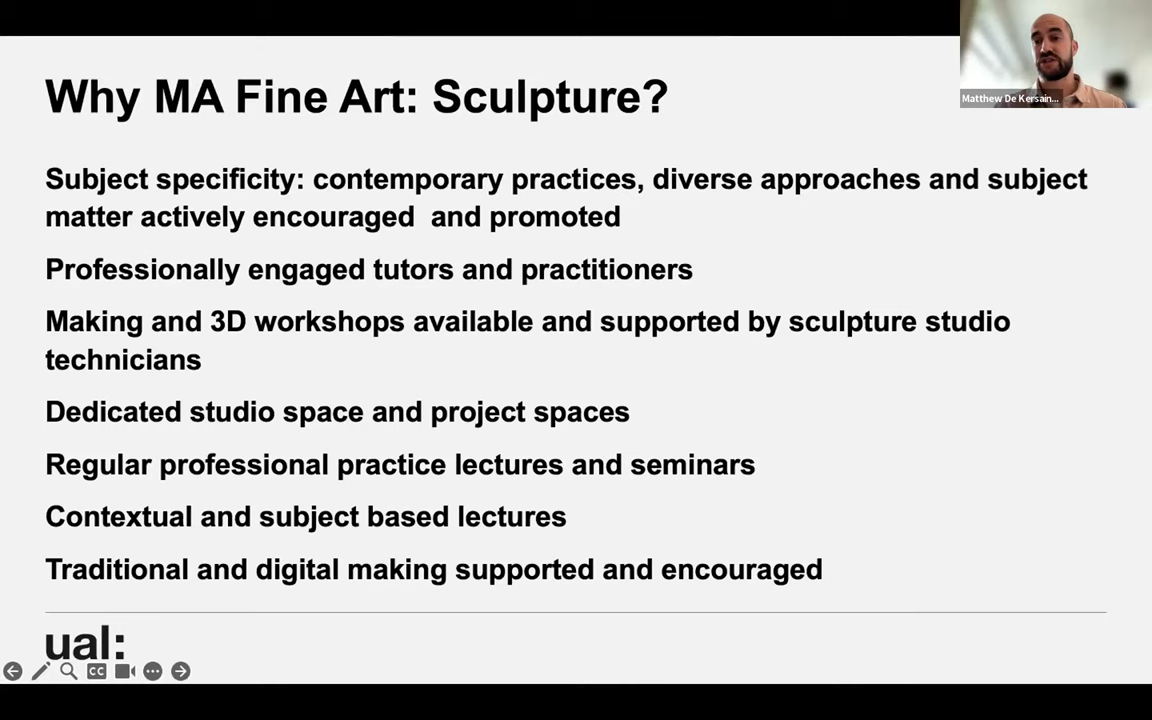 Why MA Fine Art: Sculpture?
Matthew De Kersain...
Subject specificity: contemporary practices, diverse approaches and subject
matter actively encouraged  and promoted
Professionally engaged tutors and practitioners
Making and 3D workshops available and supported by sculpture studio
technicians
Dedicated studio space and project spaces
Regular professional practice lectures and seminars
Contextual and subject based lectures
Traditional and digital making supported and encouraged
ual:
CC